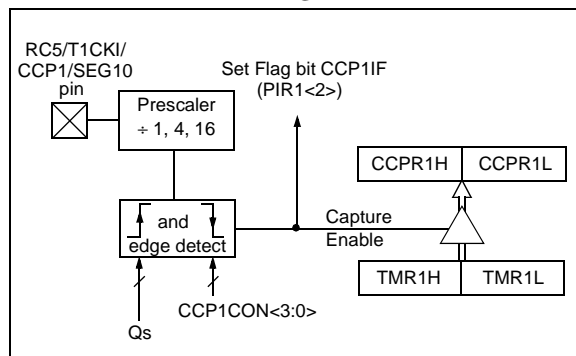 RC5/T1CKI/
CCP1/SEG10
pin
Prescaler
÷ 1, 4, 16
Set Flag bit CCP1IF
(PIR1<2>)
CCPR1H
CCPR1L
and
edge detect
Capture
Enable
TMR1H
TMR1L
CCP1CON<3:0>
Qs